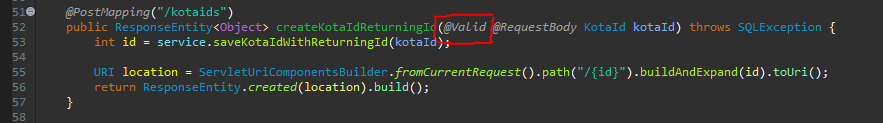 51 @PostMapping("/kotaids")
52 public ResponseEntity<Object> createKotaIdReturningId(@Valid @RequestBody KotaId kotaId) throws SQLException {
53 int id = service.saveKotaIdWithReturningId(kotaId);
54
55 URI location = ServletUriComponentsBuilder.fromCurrentRequest().path("/{id}").buildAndExpand(id).toUri();
56 return ResponseEntity.created(location).build();
57 }
58